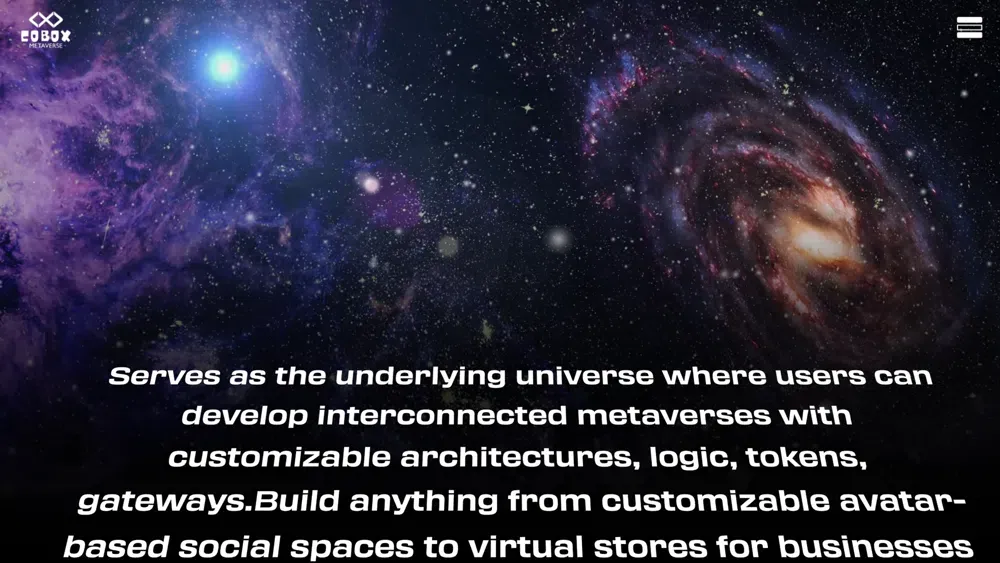 EOBOX
METAVERSE
Serves as the underlying universe where users can
develop interconnected metaverses with
customizable architectures, logic, tokens,
gateways.Build anything from customizable avatar-
based social spaces to virtual stores for businesses